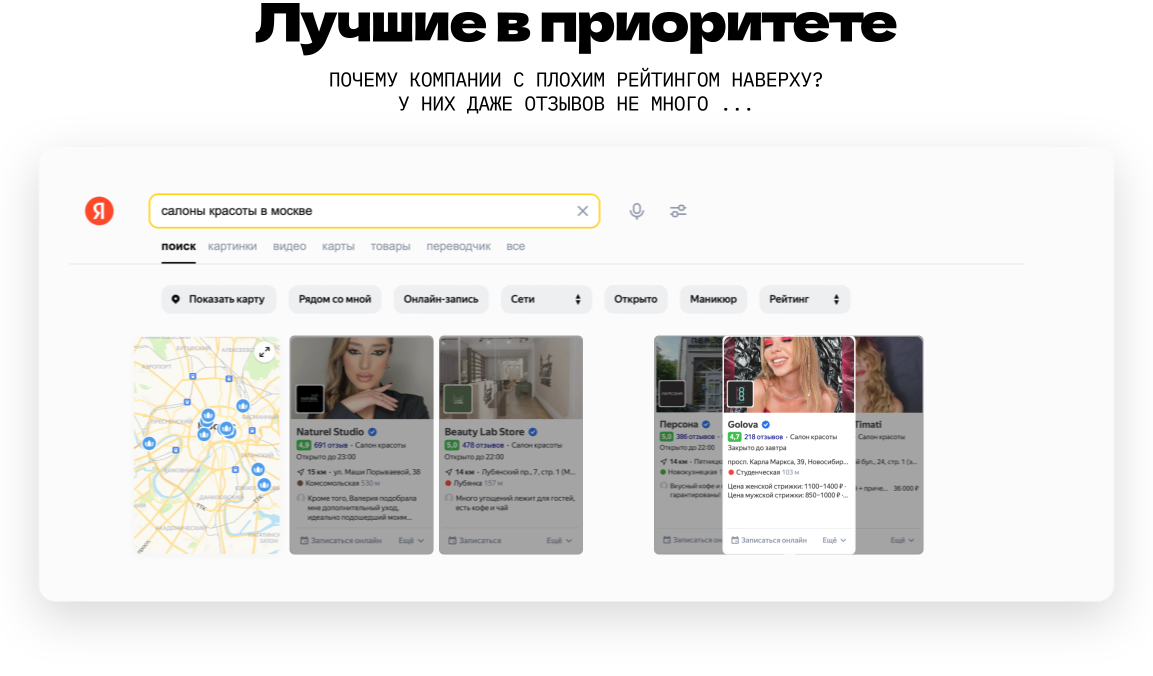 Лучшие в приоритете
ПОЧЕМУ КОМПАНИИ С ПЛОХИМ РЕЙТИНГОМ НАВЕРХУ?
У НИХ ДАЖЕ ОТЗЫВОВ НЕ МНОГО ...
Я
салоны красоты в москве
поиск картинки видео карты товары переводчик все
Показать карту Рядом со мной Онлайн-запись Сети Открыто Маникюр Рейтинг
Naturel Studio
4,9 691 отзыв · Салон красоты
Открыто до 23:00
15 км · ул. Маши Порываевой, 38
Комсомольская 530 м
Кроме того, Валерия подобрала
мне дополнительный уход,
идеально подошедший моим...
Записаться онлайн Ещё
Beauty Lab Store
5,0 478 отзывов · Салон красоты
Открыто до 22:00
14 км · Лубянский пр., 7, стр. 1 (М...
Лубянка 157 м
Много угощений лежит для гостей,
есть кофе и чай
Записаться Ещё
Персона
5,0 386 отзывов ·
Открыто до 22:00
14 км · Пятницк
Новокузнецкая
Вкусный кофе и
гарантированы!
Записаться он
Golova
4,7 218 отзывов · Салон красоты
Закрыто до завтра
просп. Карла Маркса, 39, Новосибир...
Студенческая 103 м
Цена женской стрижки: 1100–1400 ₽ ·
Цена мужской стрижки: 850–1000 ₽ ·...
Записаться онлайн Ещё
Timati
й бул., 24, стр. 1 (э...
+ приче... 36 000 ₽
Ещё